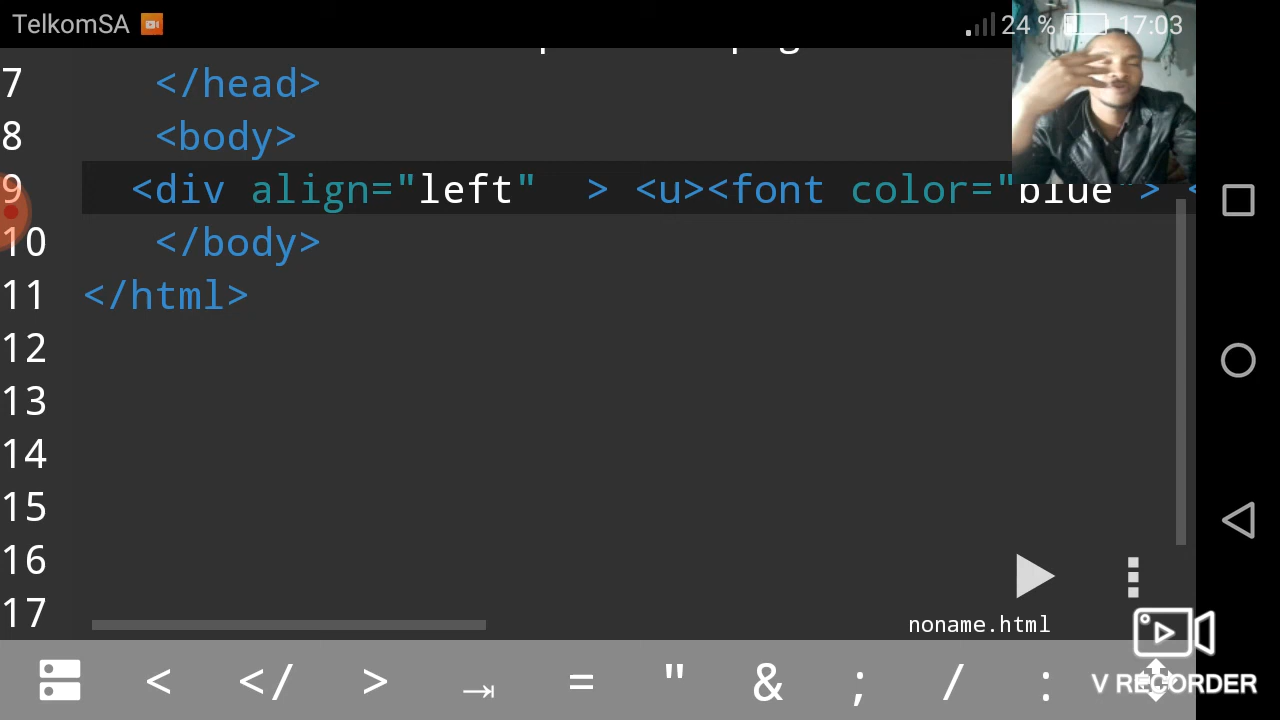 TelkomSA 24 % 17:03
7 </head>
8 <body>
9 <div align="left" > <u><font color="blue"> <
10 </body>
11 </html>
12
13
14
15
16
17
noname.html
< </ > = " & ; / :
V RECORDER